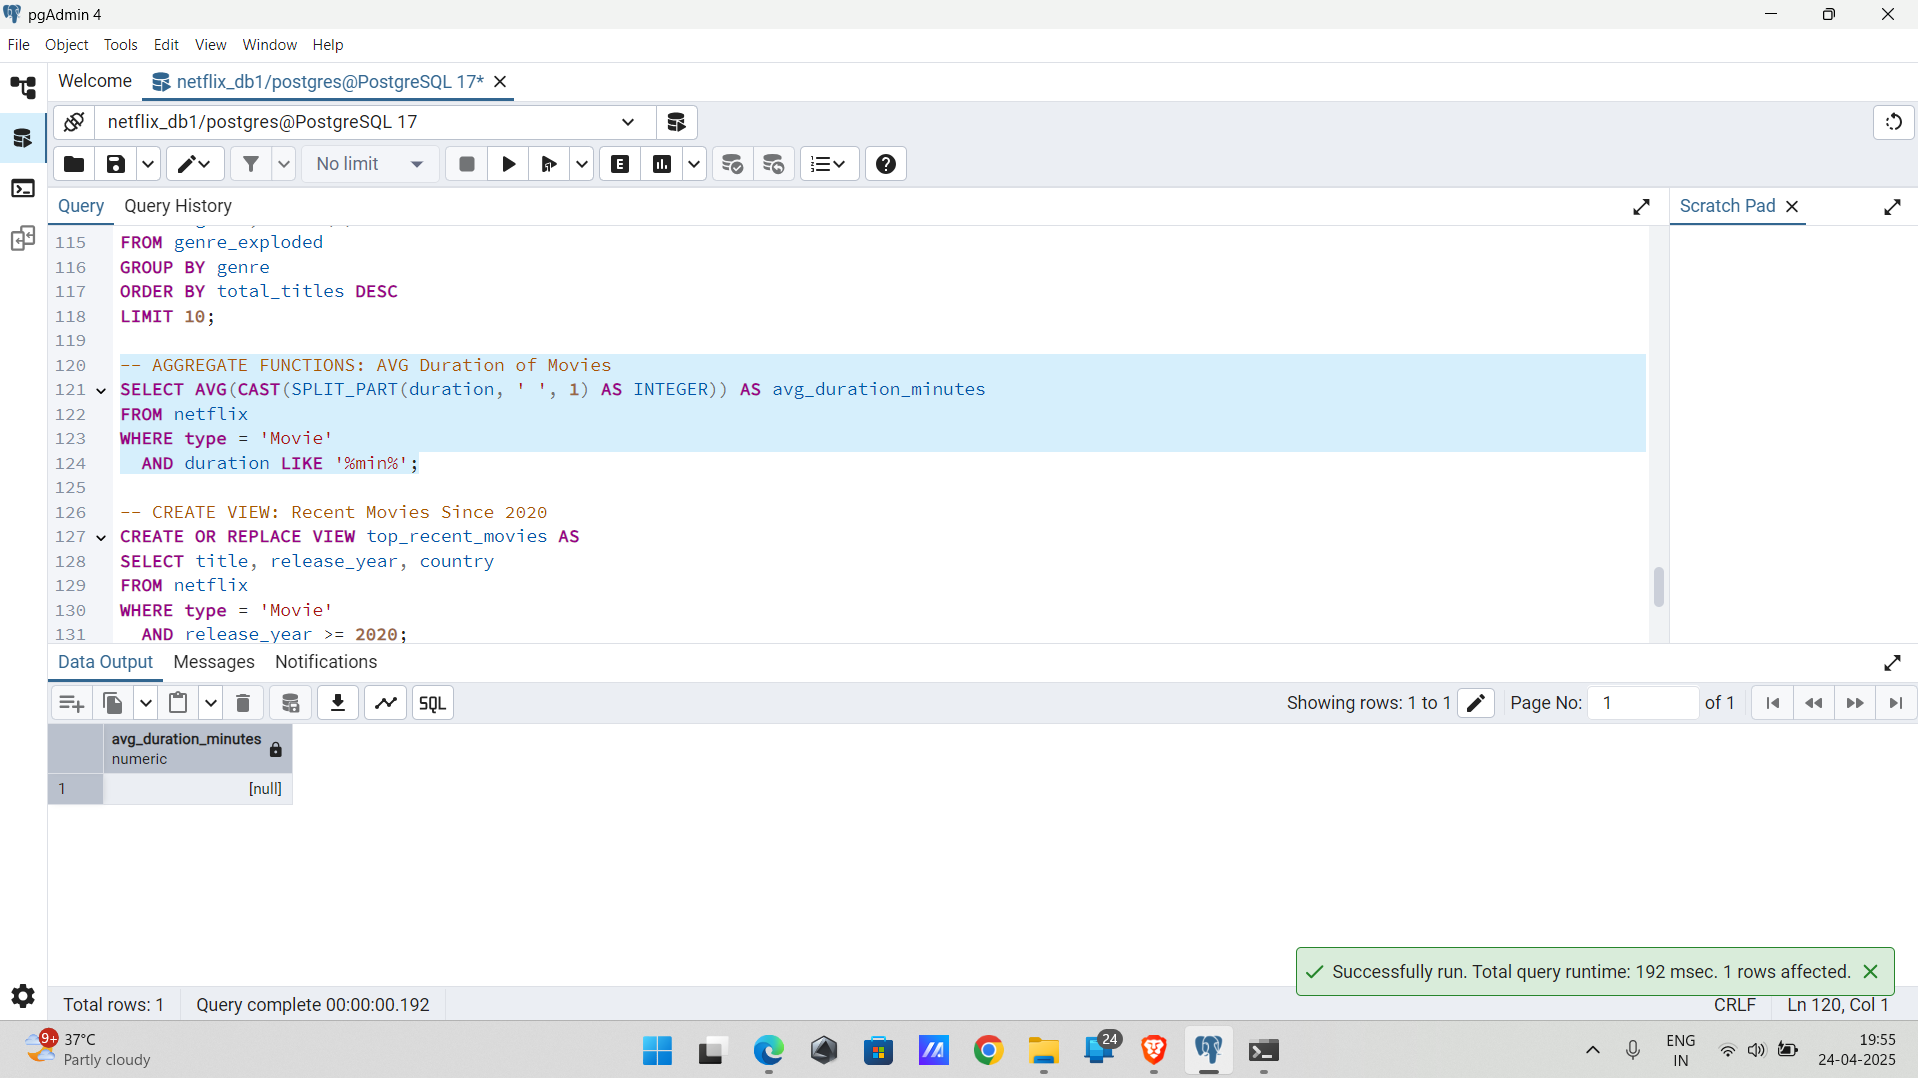 pgAdmin 4
File Object Tools Edit View Window Help
Welcome netflix_db1/postgres@PostgreSQL 17*
netflix_db1/postgres@PostgreSQL 17
No limit E
Query Query History Scratch Pad
115 FROM genre_exploded
116 GROUP BY genre
117 ORDER BY total_titles DESC
118 LIMIT 10;
119
120 -- AGGREGATE FUNCTIONS: AVG Duration of Movies
121 SELECT AVG(CAST(SPLIT_PART(duration, ' ', 1) AS INTEGER)) AS avg_duration_minutes
122 FROM netflix
123 WHERE type = 'Movie'
124 AND duration LIKE '%min%';
125
126 -- CREATE VIEW: Recent Movies Since 2020
127 CREATE OR REPLACE VIEW top_recent_movies AS
128 SELECT title, release_year, country
129 FROM netflix
130 WHERE type = 'Movie'
131 AND release_year >= 2020;
Data Output Messages Notifications
SQL Showing rows: 1 to 1 Page No: 1 of 1
avg_duration_minutes
numeric
1 [null]
Successfully run. Total query runtime: 192 msec. 1 rows affected.
Total rows: 1 Query complete 00:00:00.192 CRLF Ln 120, Col 1
9+ 37°C
Partly cloudy
24
ENG
IN
19:55
24-04-2025